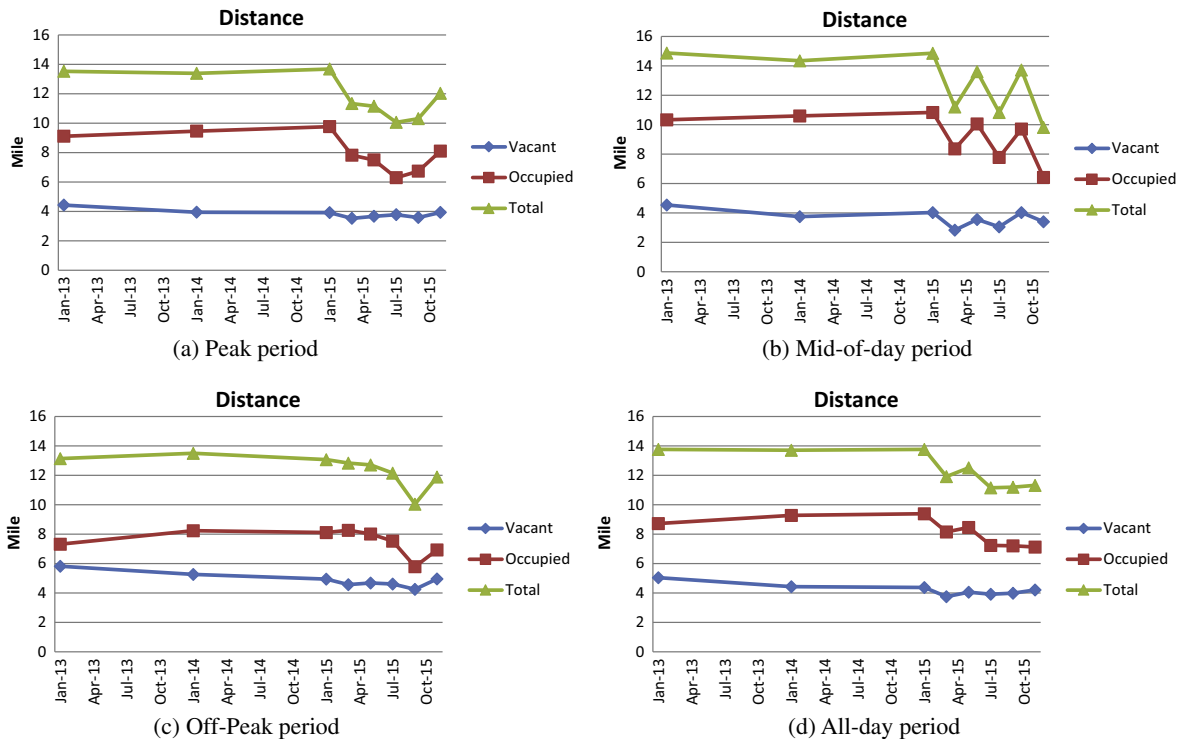 Distance
16
14
12
10
8
6
4
2
0
Mile
Jan-13
Apr-13
Jul-13
Oct-13
Jan-14
Apr-14
Jul-14
Oct-14
Jan-15
Apr-15
Jul-15
Oct-15
Vacant
Occupied
Total
(a) Peak period
Distance
16
14
12
10
8
6
4
2
0
Mile
Jan-13
Apr-13
Jul-13
Oct-13
Jan-14
Apr-14
Jul-14
Oct-14
Jan-15
Apr-15
Jul-15
Oct-15
Vacant
Occupied
Total
(b) Mid-of-day period
Distance
16
14
12
10
8
6
4
2
0
Mile
Jan-13
Apr-13
Jul-13
Oct-13
Jan-14
Apr-14
Jul-14
Oct-14
Jan-15
Apr-15
Jul-15
Oct-15
Vacant
Occupied
Total
(c) Off-Peak period
Distance
16
14
12
10
8
6
4
2
0
Mile
Jan-13
Apr-13
Jul-13
Oct-13
Jan-14
Apr-14
Jul-14
Oct-14
Jan-15
Apr-15
Jul-15
Oct-15
Vacant
Occupied
Total
(d) All-day period